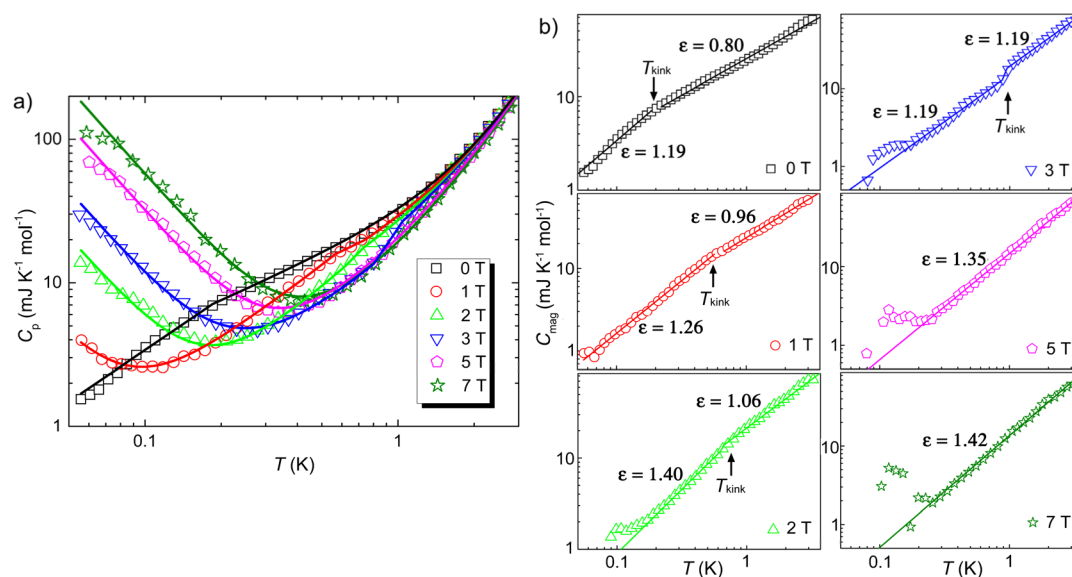 a)
C_p (mJ K⁻¹ mol⁻¹)
100
10
1
0.1
1
T (K)
0 T
1 T
2 T
3 T
5 T
7 T
b)
C_mag (mJ K⁻¹ mol⁻¹)
10
1
ε = 0.80
T_kink
ε = 1.19
0 T
10
1
ε = 1.19
ε = 1.19
T_kink
3 T
10
1
ε = 0.96
T_kink
ε = 1.26
1 T
10
1
ε = 1.35
5 T
10
1
ε = 1.06
T_kink
ε = 1.40
2 T
10
1
ε = 1.42
7 T
0.1
1
T (K)
0.1
1
T (K)